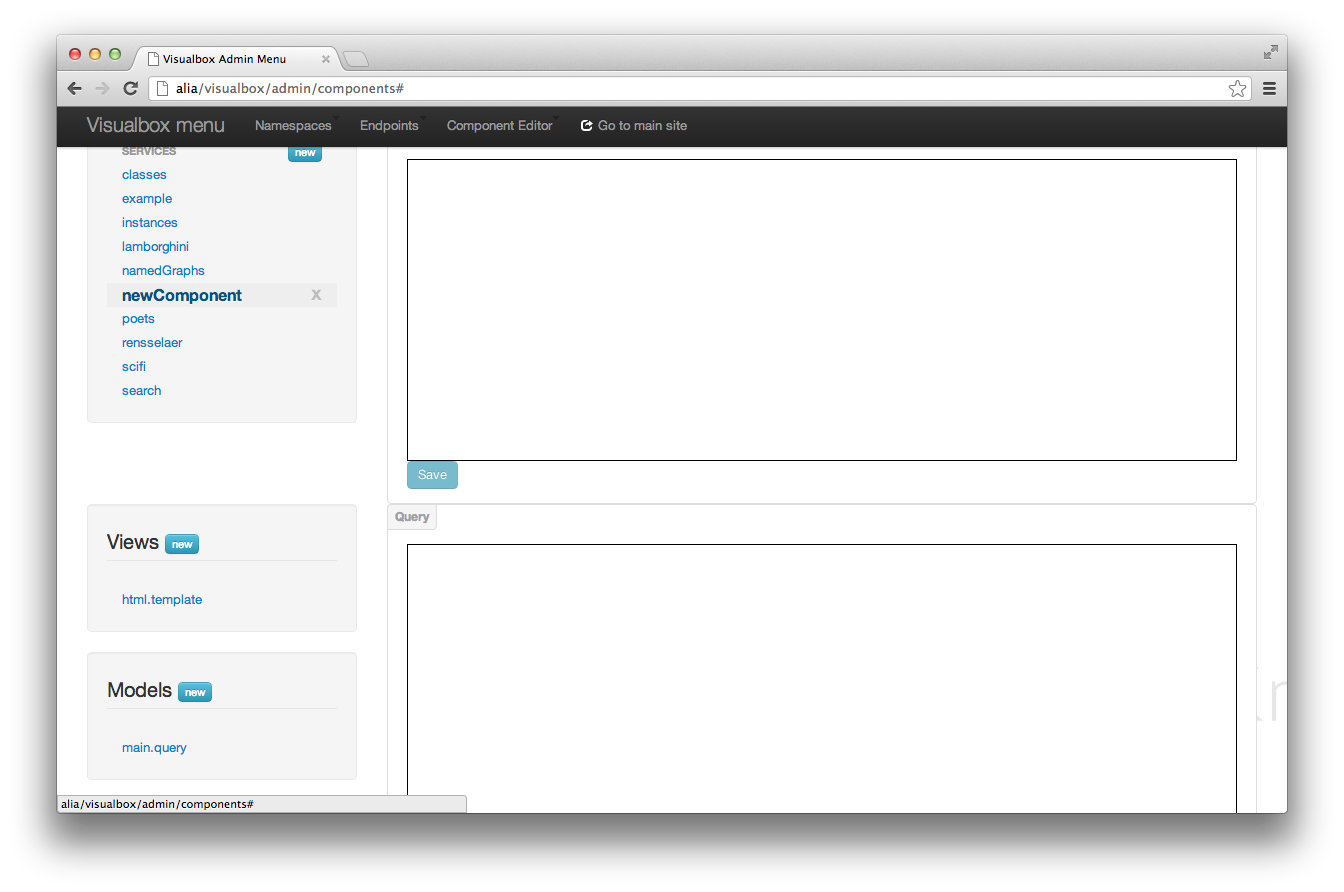 Visualbox Admin Menu
alia/visualbox/admin/components#
Visualbox menu Namespaces Endpoints Component Editor Go to main site
SERVICES new
classes
example
instances
lamborghini
namedGraphs
newComponent X
poets
rensselaer
scifi
search
Save
Query
Views new
html.template
Models new
main.query
alia/visualbox/admin/components#